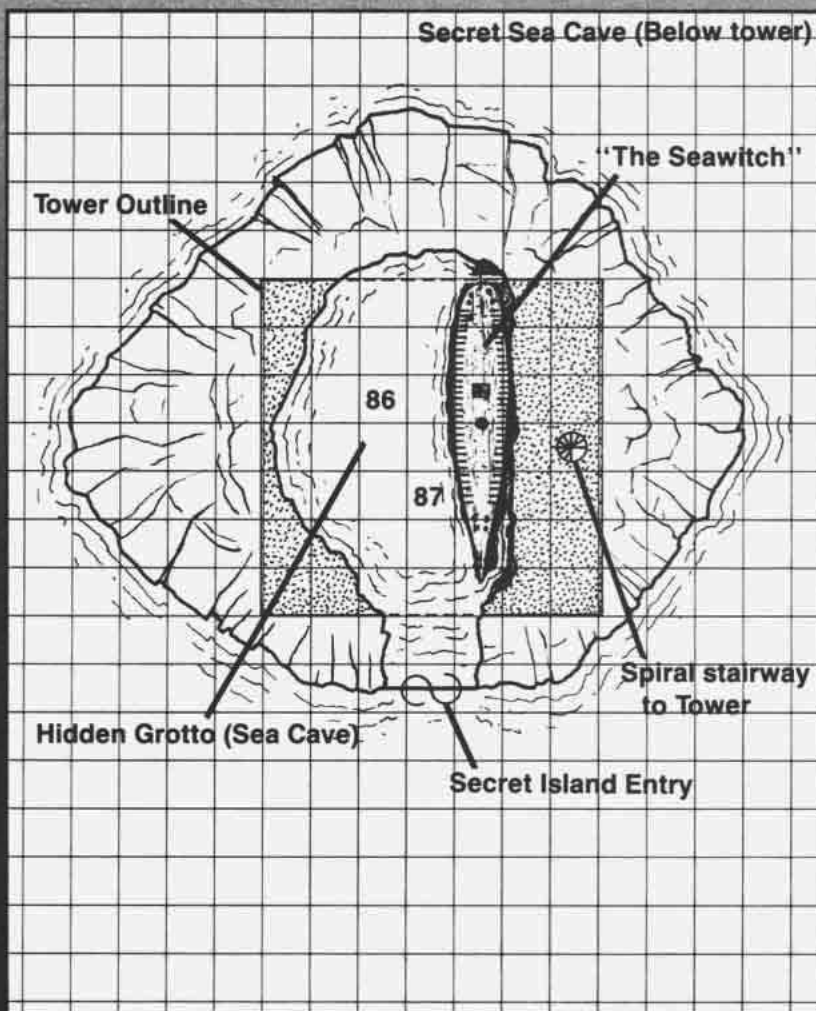 Secret Sea Cave (Below tower)
"The Seawitch"
Tower Outline
86
87
Spiral stairway
to Tower
Hidden Grotto (Sea Cave)
Secret Island Entry